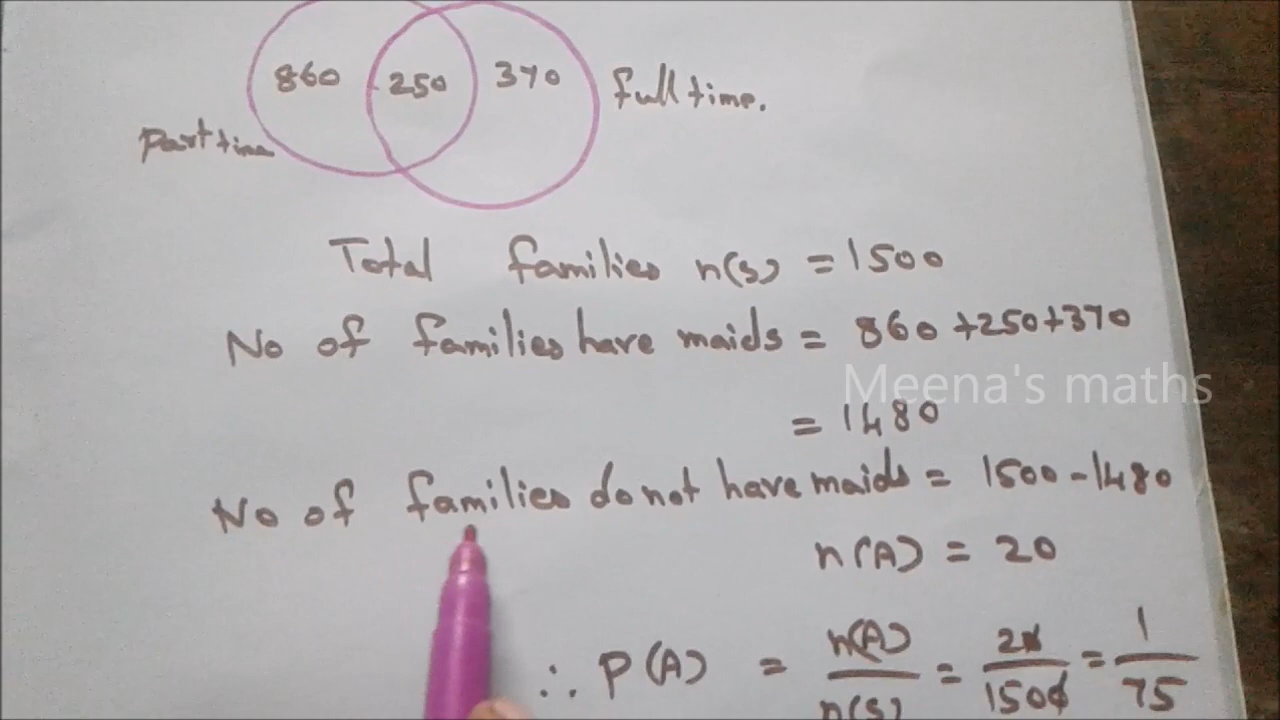 860 250 370 full time.
Part time
Total families n(s) = 1500
No of families have maids = 860 +250+370
Meena's maths
= 1480
No of families do not have maids = 1500 - 1480
n(A) = 20
∴ P(A) = n(A)/n(s) = 20/1500 = 1/75